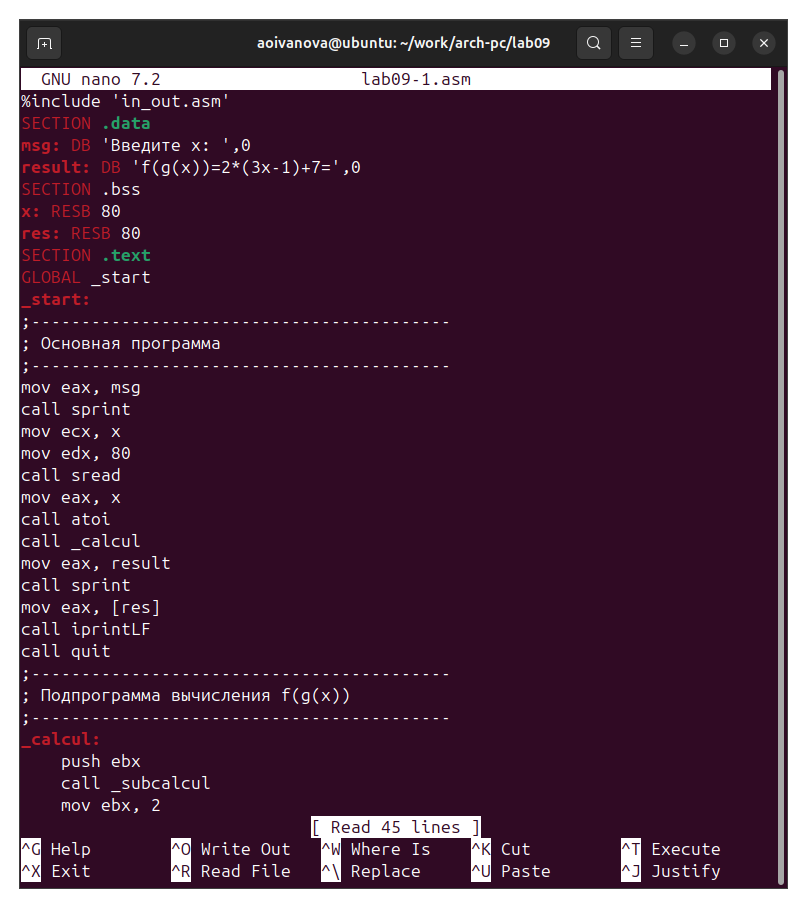 aoivanova@ubuntu: ~/work/arch-pc/lab09
GNU nano 7.2 lab09-1.asm
%include 'in_out.asm'
SECTION .data
msg: DB 'Введите x: ',0
result: DB 'f(g(x))=2*(3x-1)+7=',0
SECTION .bss
x: RESB 80
res: RESB 80
SECTION .text
GLOBAL _start
_start:
;------------------------------------------
; Основная программа
;------------------------------------------
mov eax, msg
call sprint
mov ecx, x
mov edx, 80
call sread
mov eax, x
call atoi
call _calcul
mov eax, result
call sprint
mov eax, [res]
call iprintLF
call quit
;------------------------------------------
; Подпрограмма вычисления f(g(x))
;------------------------------------------
_calcul:
    push ebx
    call _subcalcul
    mov ebx, 2
[ Read 45 lines ]
^G Help ^O Write Out ^W Where Is ^K Cut ^T Execute
^X Exit ^R Read File ^\ Replace ^U Paste ^J Justify